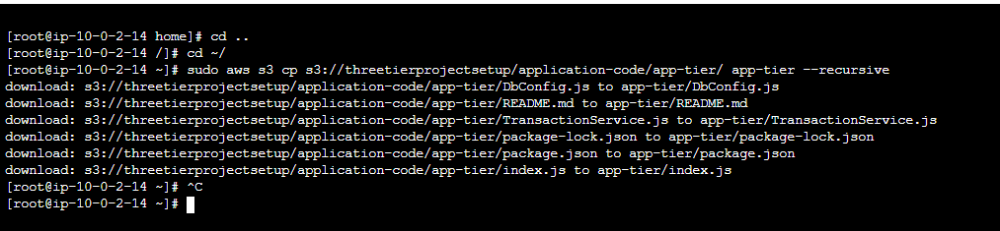 [root@ip-10-0-2-14 home]# cd ..
[root@ip-10-0-2-14 /]# cd ~/
[root@ip-10-0-2-14 ~]# sudo aws s3 cp s3://threetierprojectsetup/application-code/app-tier/ app-tier --recursive
download: s3://threetierprojectsetup/application-code/app-tier/DbConfig.js to app-tier/DbConfig.js
download: s3://threetierprojectsetup/application-code/app-tier/README.md to app-tier/README.md
download: s3://threetierprojectsetup/application-code/app-tier/TransactionService.js to app-tier/TransactionService.js
download: s3://threetierprojectsetup/application-code/app-tier/package-lock.json to app-tier/package-lock.json
download: s3://threetierprojectsetup/application-code/app-tier/package.json to app-tier/package.json
download: s3://threetierprojectsetup/application-code/app-tier/index.js to app-tier/index.js
[root@ip-10-0-2-14 ~]# ^C
[root@ip-10-0-2-14 ~]#